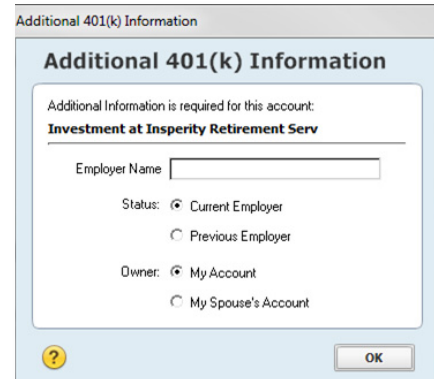 Additional 401(k) Information
Additional 401(k) Information
Additional Information is required for this account:
Investment at Insperity Retirement Serv
Employer Name
Status: Current Employer
Previous Employer
Owner: My Account
My Spouse's Account
?
OK